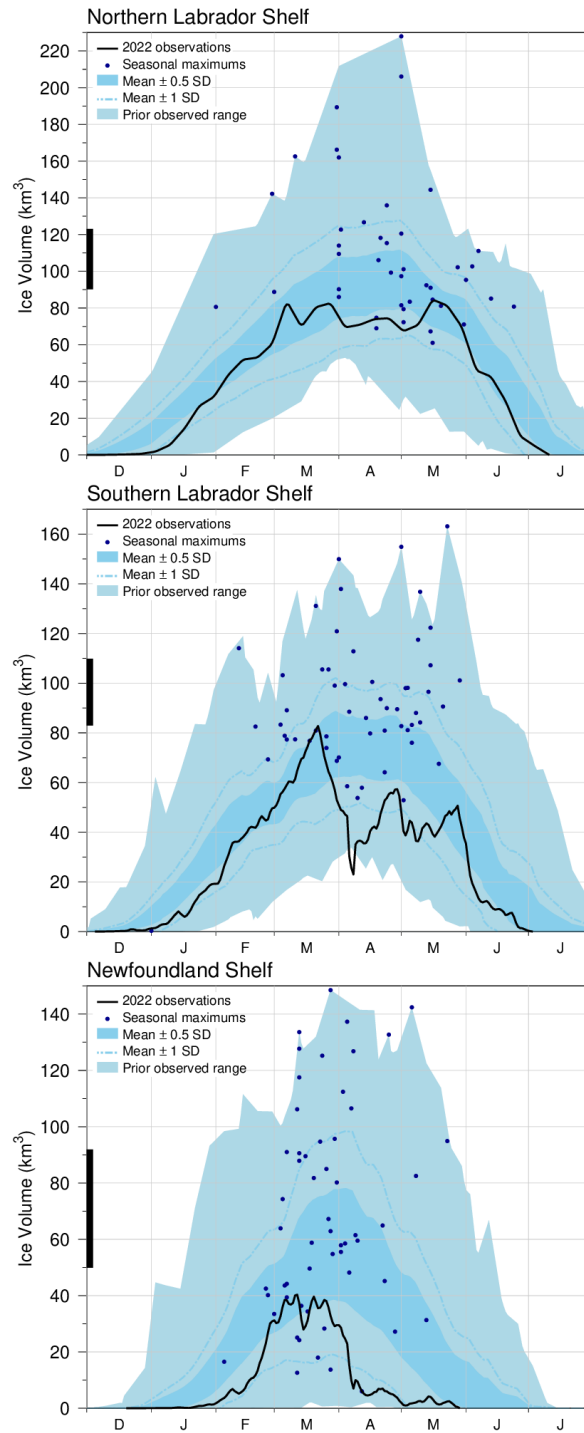 Northern Labrador Shelf
2022 observations
Seasonal maximums
Mean ± 0.5 SD
Mean ± 1 SD
Prior observed range
Ice Volume (km³)
220
200
180
160
140
120
100
80
60
40
20
0
D J F M A M J J
Southern Labrador Shelf
2022 observations
Seasonal maximums
Mean ± 0.5 SD
Mean ± 1 SD
Prior observed range
Ice Volume (km³)
160
140
120
100
80
60
40
20
0
D J F M A M J J
Newfoundland Shelf
2022 observations
Seasonal maximums
Mean ± 0.5 SD
Mean ± 1 SD
Prior observed range
Ice Volume (km³)
140
120
100
80
60
40
20
0
D J F M A M J J